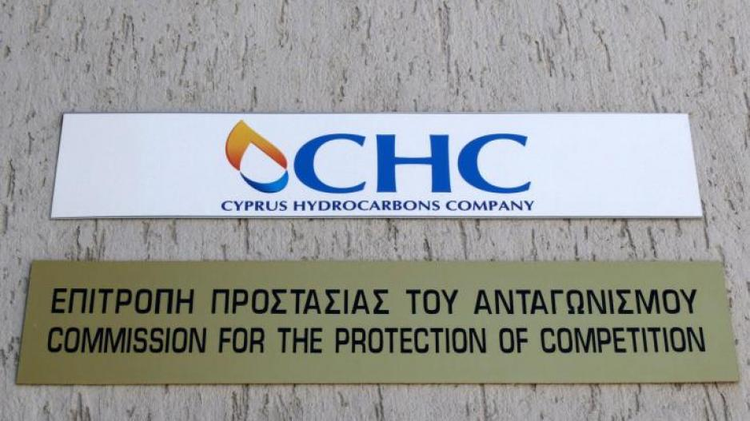 CHC
CYPRUS HYDROCARBONS COMPANY
ΕΠΙΤΡΟΠΗ ΠΡΟΣΤΑΣΙΑΣ ΤΟΥ ΑΝΤΑΓΩΝΙΣΜΟΥ
COMMISSION FOR THE PROTECTION OF COMPETITION